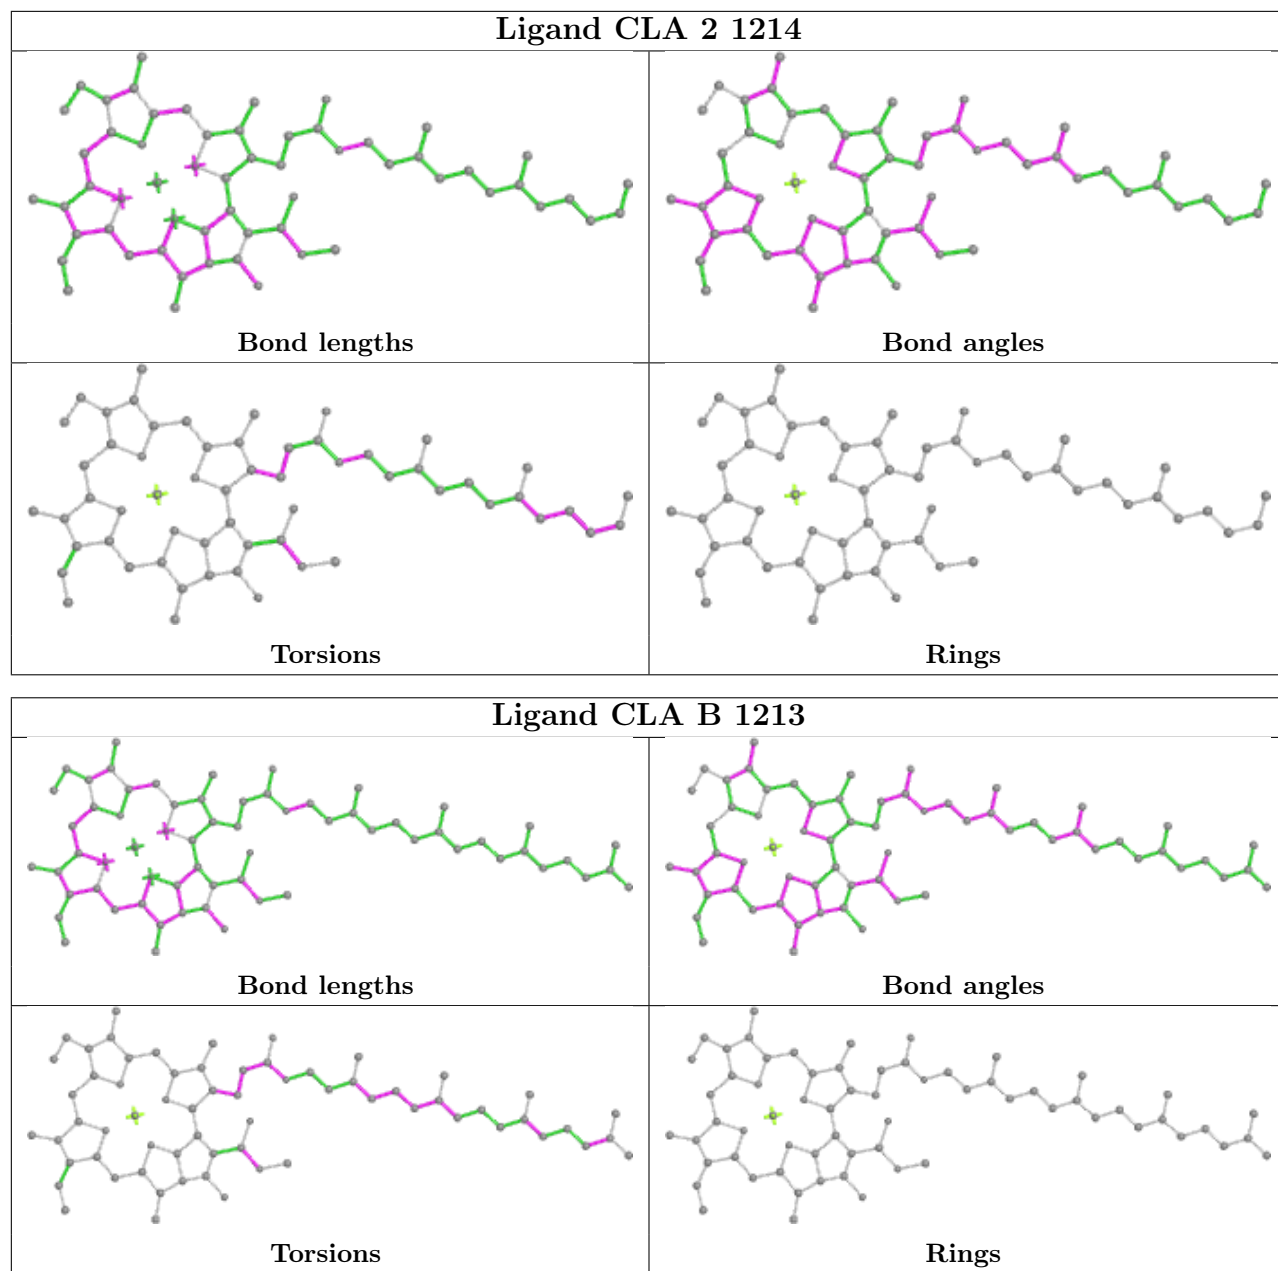 Ligand CLA 2 1214
Bond lengths
Bond angles
Torsions
Rings
Ligand CLA B 1213
Bond lengths
Bond angles
Torsions
Rings